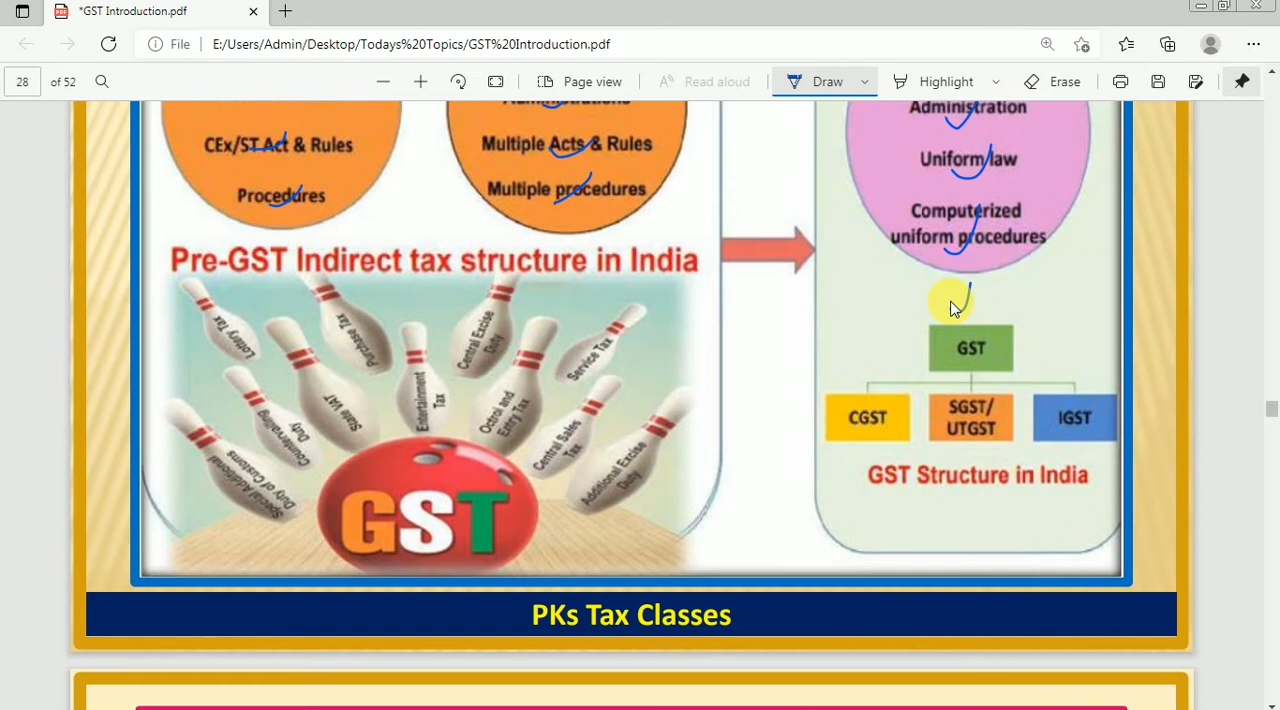 *GST Introduction.pdf
File
E:/Users/Admin/Desktop/Todays%20Topics/GST%20Introduction.pdf
28 of 52
Page view
Read aloud
Draw
Highlight
Erase
Administrations
Administration
CEx/ST Act & Rules
Multiple Acts & Rules
Uniform law
Procedures
Multiple procedures
Computerized
uniform procedures
Pre-GST Indirect tax structure in India
Lottery Tax
Purchase Tax
Central Excise
Duty
Service Tax
State VAT
Entertainment
Tax
Octroi and
Entry Tax
Countervailing
Duty
Central Sales
Tax
Special Additional
Duty of Customs
Additional Excise
Duty
GST
GST
CGST
SGST/
UTGST
IGST
GST Structure in India
PKs Tax Classes